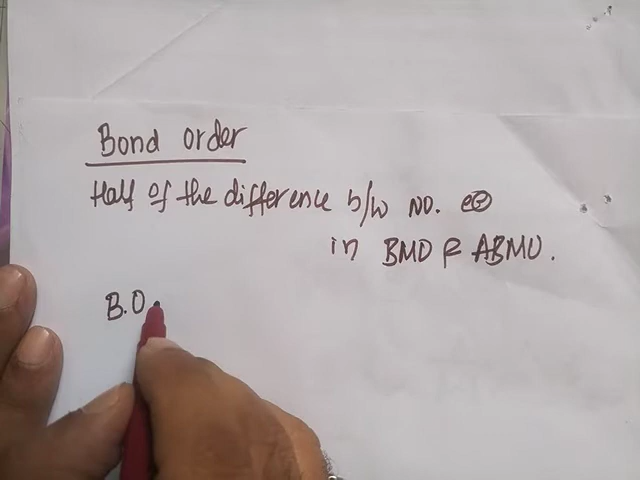 Bond order
Half of the difference b/w NO. e⊖
in BMO & ABMO.
B.O